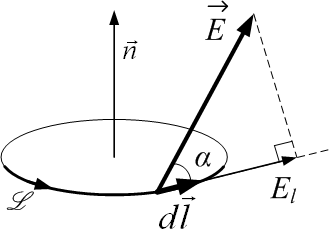 E⃗
n⃗
α
ℒ
dl⃗
E_l